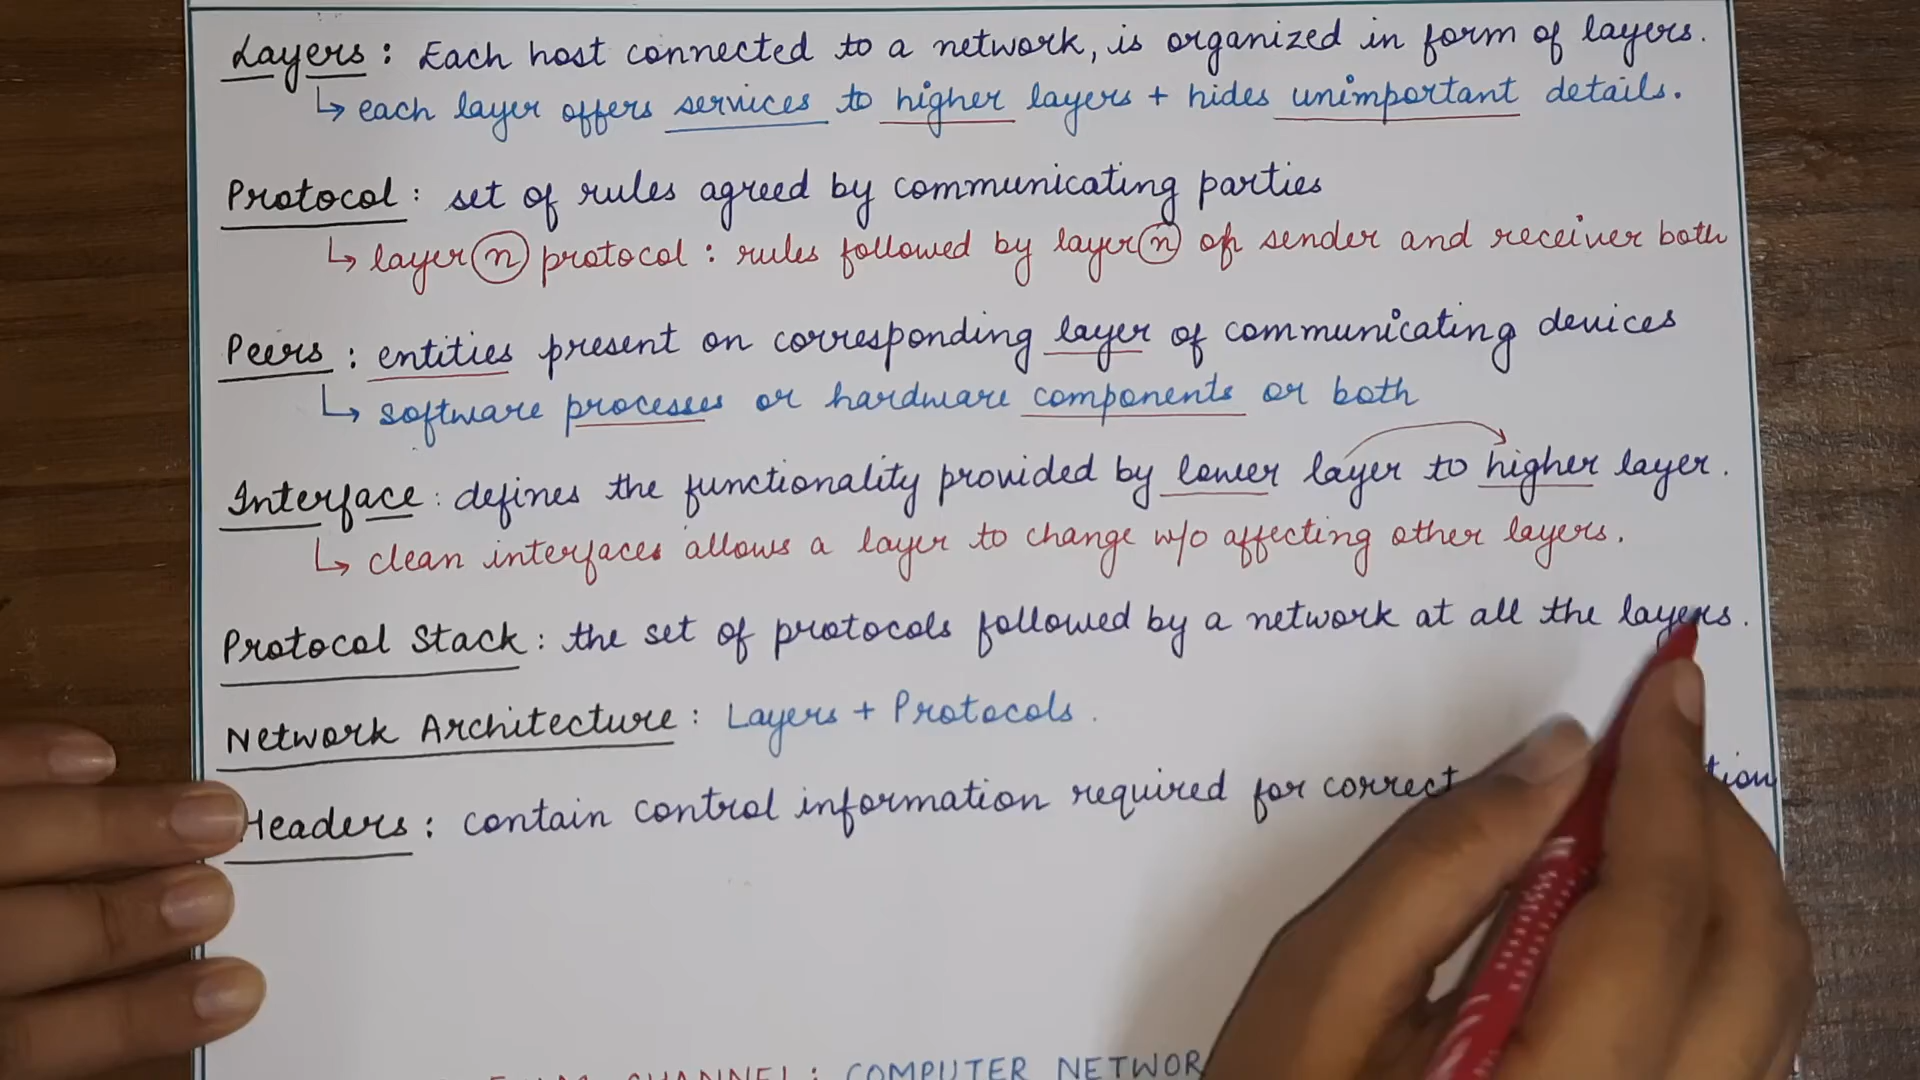 Layers : Each host connected to a network, is organized in form of layers.
↳ each layer offers services to higher layers + hides unimportant details.
Protocol : set of rules agreed by communicating parties
↳ layer n protocol : rules followed by layer n of sender and receiver both
Peers : entities present on corresponding layer of communicating devices
↳ software processes or hardware components or both
Interface : defines the functionality provided by lower layer to higher layer.
↳ clean interfaces allows a layer to change w/o affecting other layers.
Protocol Stack : the set of protocols followed by a network at all the layers.
Network Architecture : Layers + Protocols.
Headers : contain control information required for correct
CHANNEL : COMPUTER